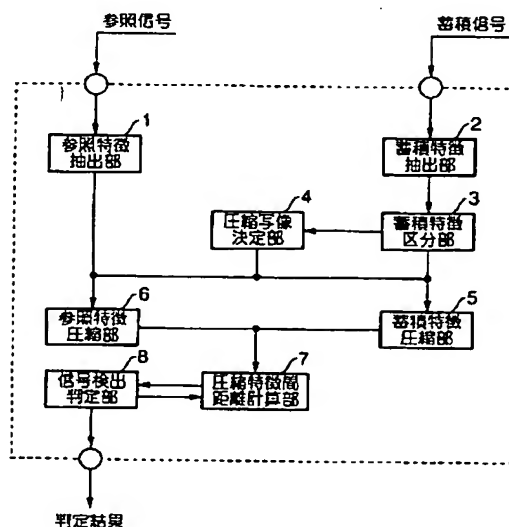 参照信号
蓄積信号
1
参照特徴
抽出部
2
蓄積特徴
抽出部
4
圧縮写像
決定部
3
蓄積特徴
区分部
6
参照特徴
圧縮部
5
蓄積特徴
圧縮部
8
信号検出
判定部
7
圧縮特徴間
距離計算部
判定結果